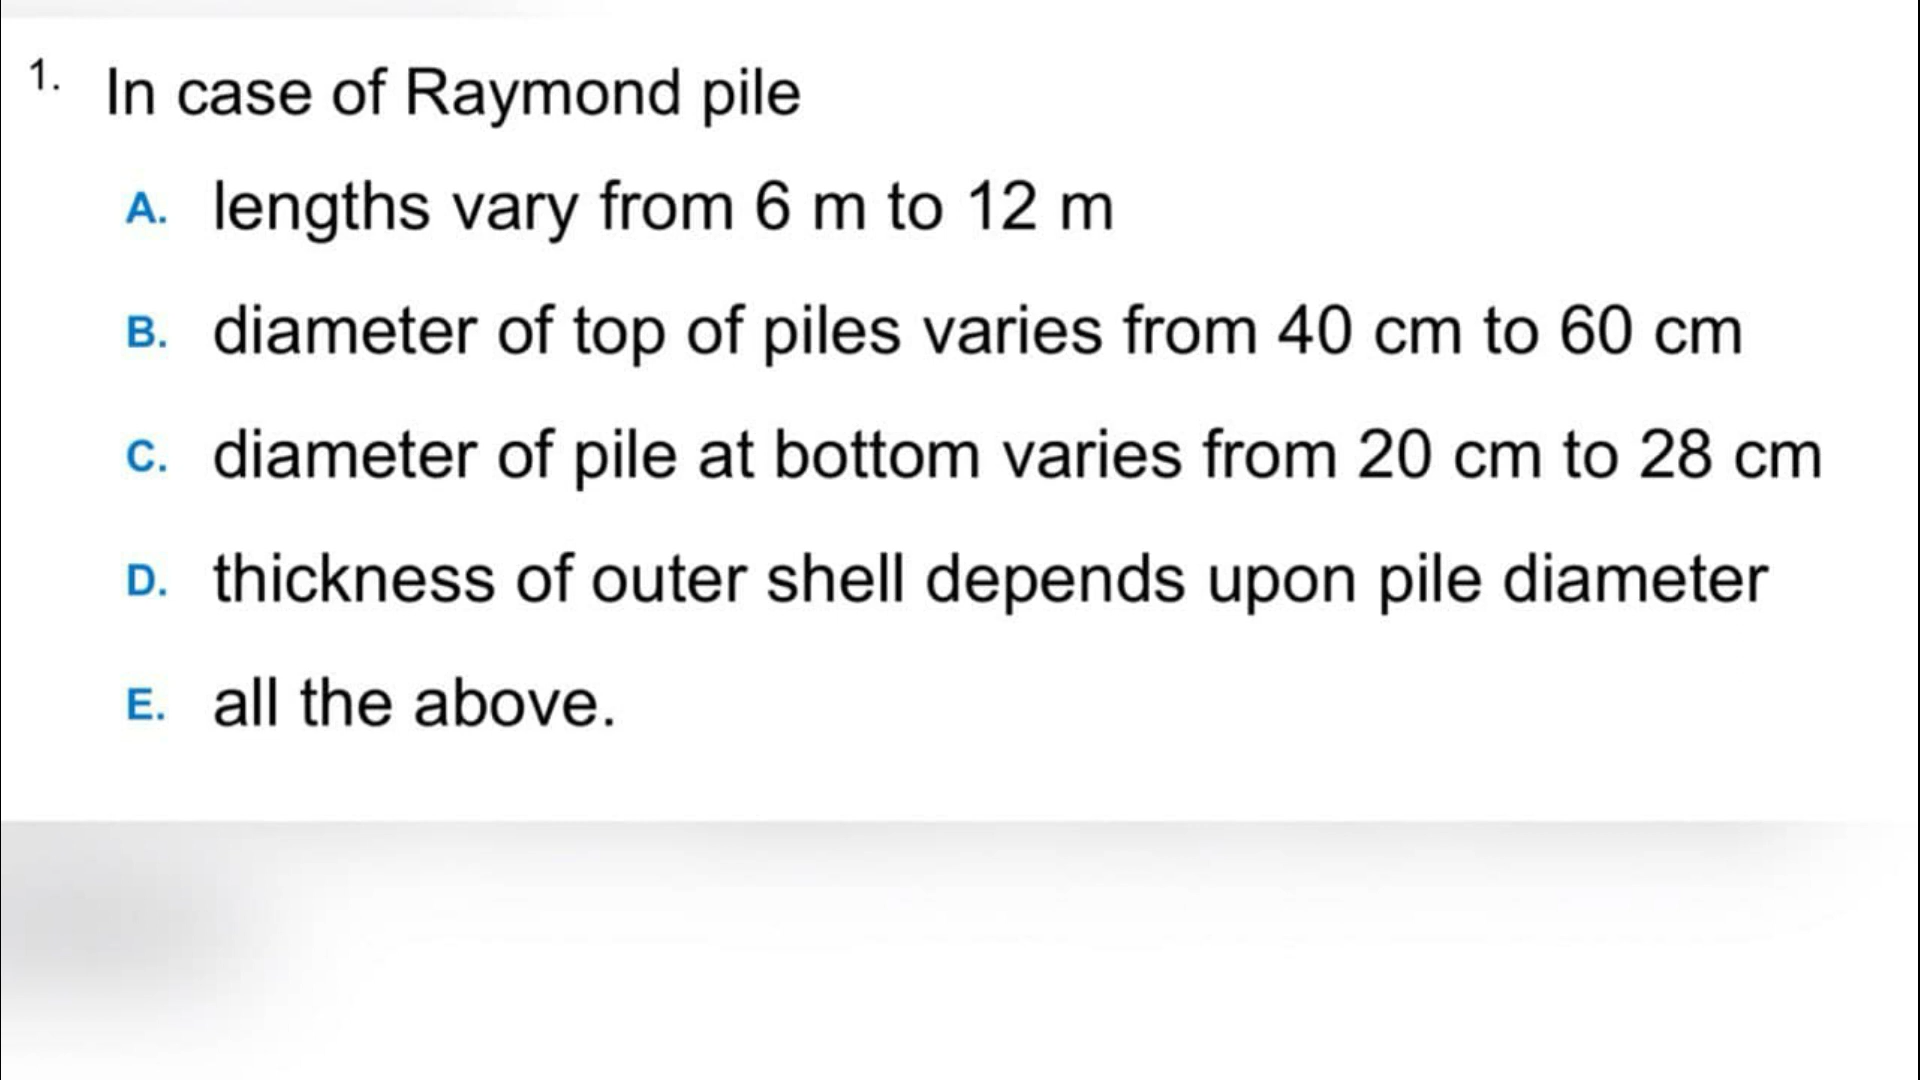 1. In case of Raymond pile
A. lengths vary from 6 m to 12 m
B. diameter of top of piles varies from 40 cm to 60 cm
C. diameter of pile at bottom varies from 20 cm to 28 cm
D. thickness of outer shell depends upon pile diameter
E. all the above.